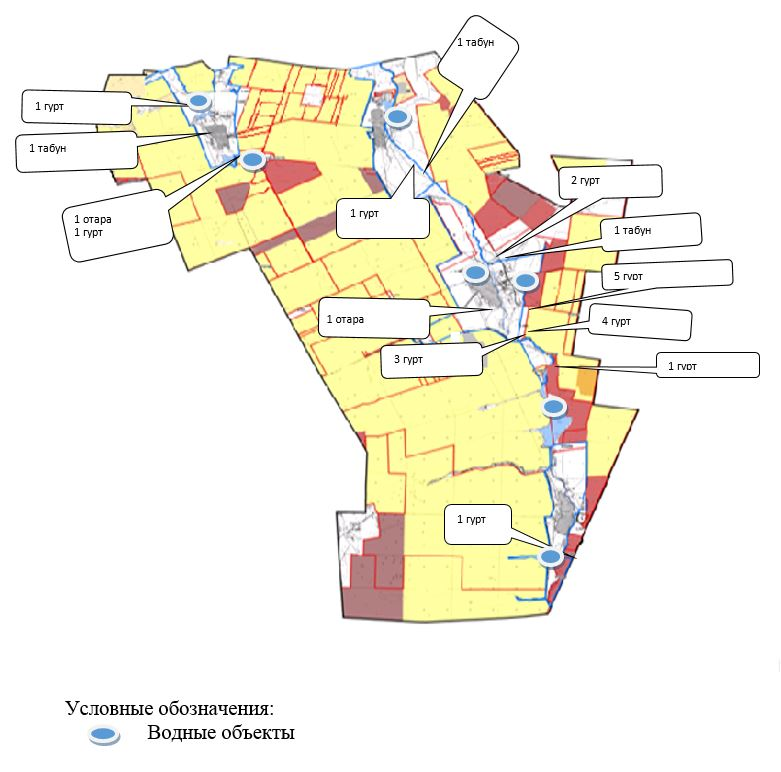 1 табун
1 гурт
1 табун
1 отара
1 гурт
1 гурт
2 гурт
1 табун
5 гурт
1 отара
4 гурт
3 гурт
1 гурт
1 гурт
Условные обозначения:
Водные объекты